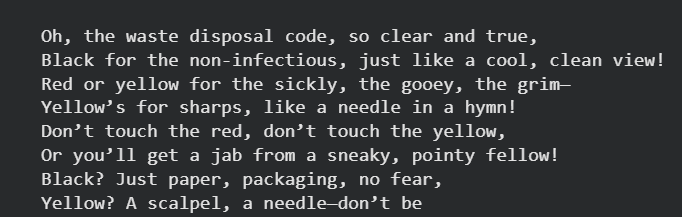 Oh, the waste disposal code, so clear and true,
Black for the non-infectious, just like a cool, clean view!
Red or yellow for the sickly, the gooey, the grim—
Yellow’s for sharps, like a needle in a hymn!
Don’t touch the red, don’t touch the yellow,
Or you’ll get a jab from a sneaky, pointy fellow!
Black? Just paper, packaging, no fear,
Yellow? A scalpel, a needle—don’t be